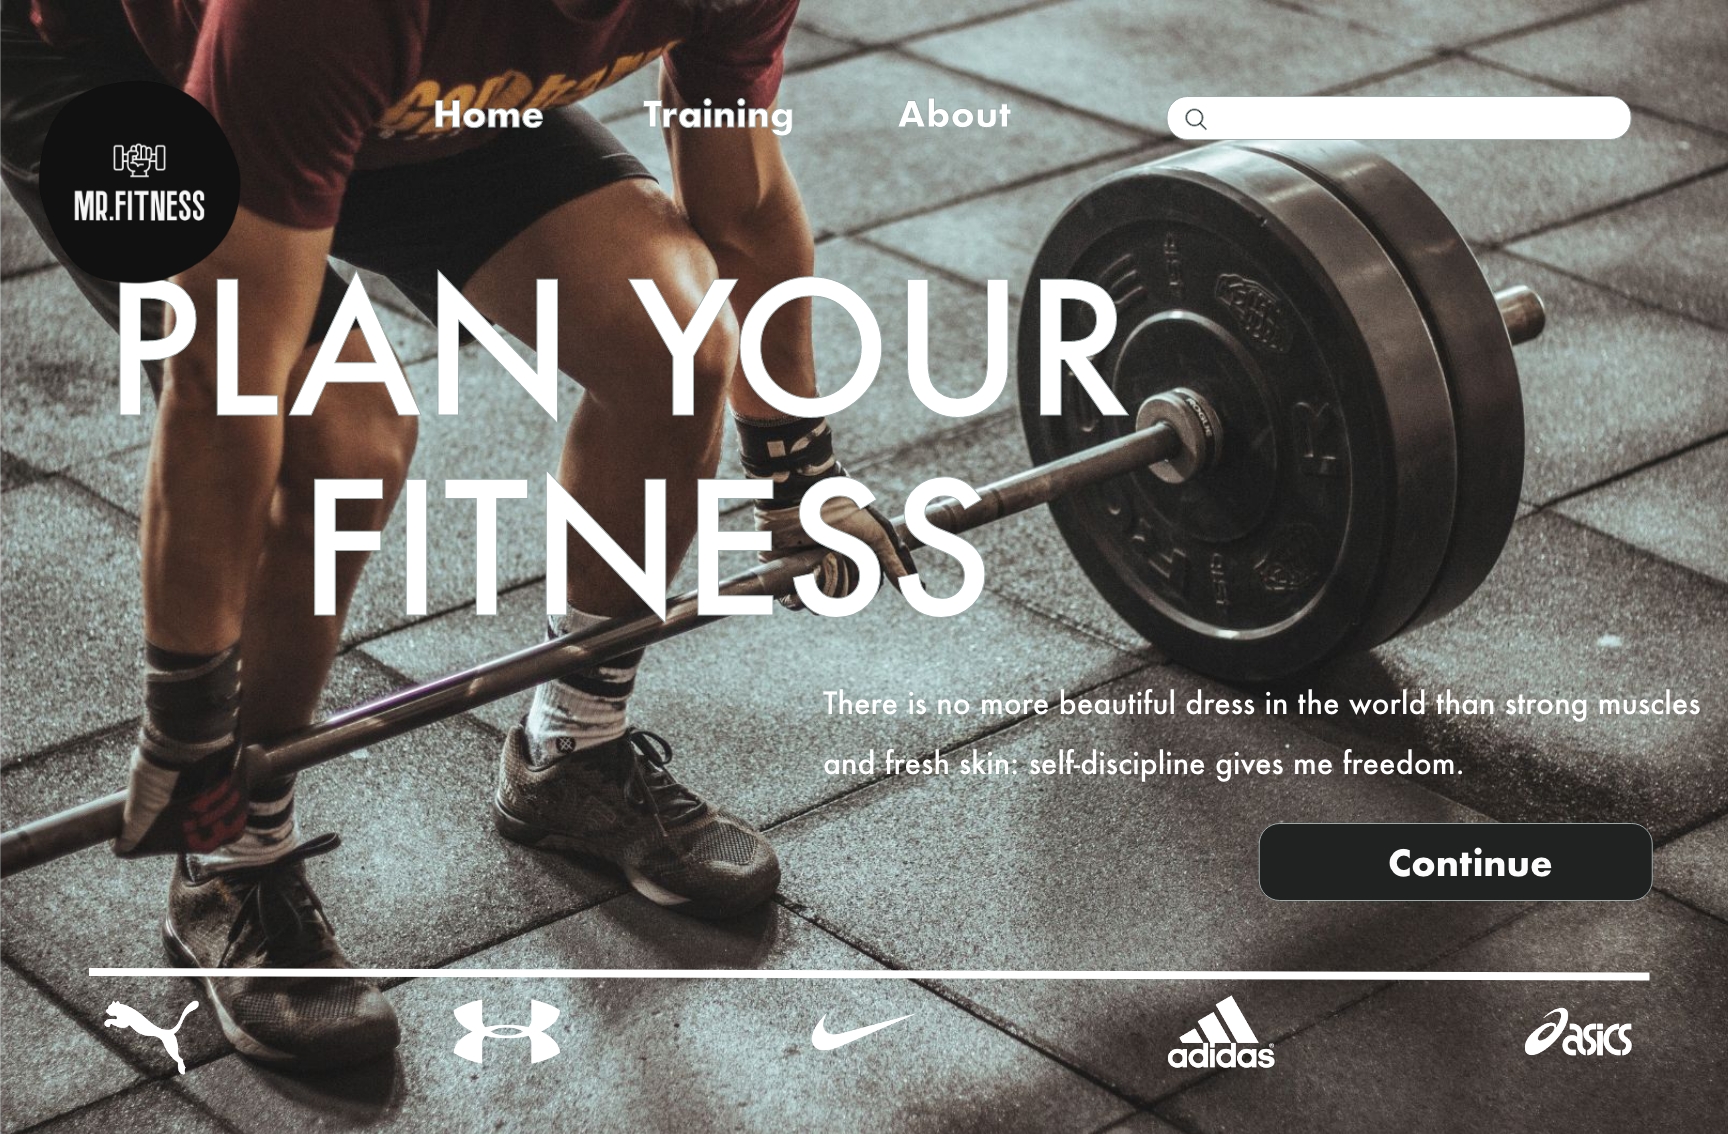 Home
Training
About
MR.FITNESS
PLAN YOUR
FITNESS
ROGUE
There is no more beautiful dress in the world than strong muscles
and fresh skin: self-discipline gives me freedom.
Continue
adidas
asics